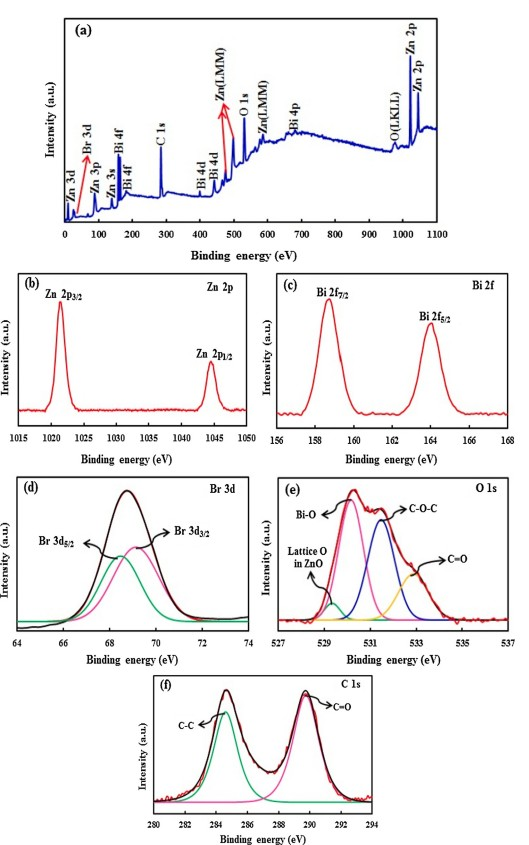 (a)
Intensity (a.u.)
Zn 3d
Br 3d
Zn 3p
Zn 3s
Bi 4f
Bi 4f
C 1s
Bi 4d
Bi 4d
Zn(LMM)
O 1s
Zn(LMM)
Bi 4p
O(LKLL)
Zn 2p
Zn 2p
0 100 200 300 400 500 600 700 800 900 1000 1100
Binding energy (eV)
(b)
Zn 2p
Zn 2p3/2
Zn 2p1/2
Intensity (a.u.)
1015 1020 1025 1030 1035 1040 1045 1050
Binding energy (eV)
(c)
Bi 2f
Bi 2f7/2
Bi 2f5/2
Intensity (a.u.)
156 158 160 162 164 166 168
Binding energy (eV)
(d)
Br 3d
Br 3d5/2
Br 3d3/2
Intensity (a.u.)
64 66 68 70 72 74
Binding energy (eV)
(e)
O 1s
Bi-O
C-O-C
Lattice O
in ZnO
C=O
Intensity (a.u.)
527 529 531 533 535 537
Binding energy (eV)
(f)
C 1s
C-C
C=O
Intensity (a.u.)
280 282 284 286 288 290 292 294
Binding energy (eV)